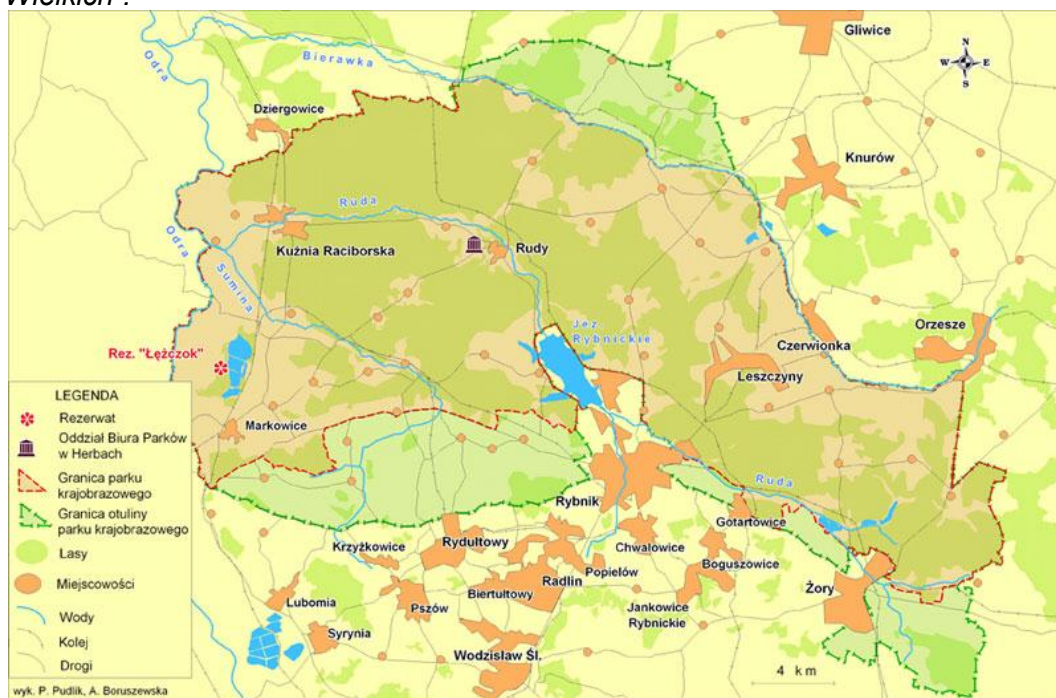 Wielkich".
Gliwice
Bierawka
Odra
N
W E
S
Dziergowice
Knurów
Ruda
Odra
Kuźnia Raciborska
Rudy
Sumina
Jez.
Rybnickie
Orzesze
Czerwionka
Rez. "Łężczok"
Leszczyny
LEGENDA
Rezerwat
Oddział Biura Parków
w Herbach
Granica parku
krajobrazowego
Granica otuliny
parku krajobrazowego
Lasy
Miejscowości
Wody
Kolej
Drogi
Markowice
Ruda
Rybnik
Gotartowice
Krzyżkowice
Rydułtowy
Chwałowice
Radlin
Popielów
Boguszowice
Biertułtowy
Żory
Lubomia
Pszów
Jankowice
Rybnickie
Syrynia
Wodzisław Śl.
4 km
wyk. P. Pudlik, A. Boruszewska